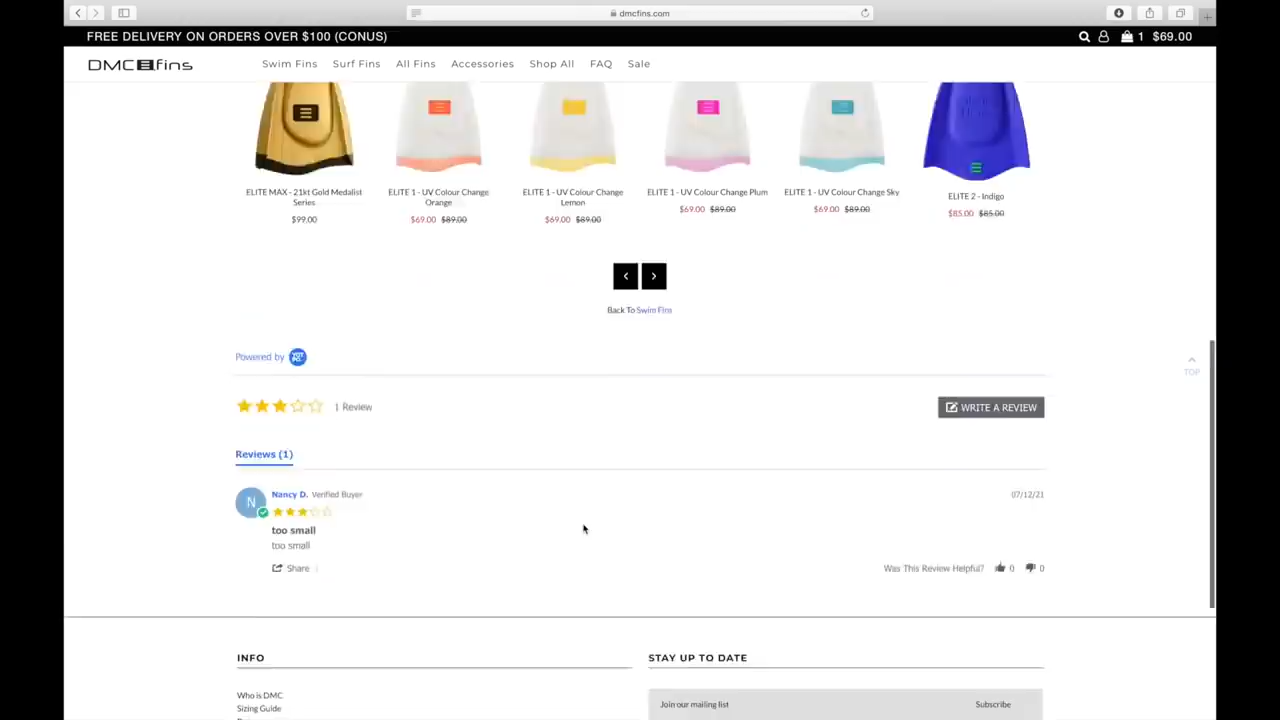 dmcfins.com
FREE DELIVERY ON ORDERS OVER $100 (CONUS)
1 $69.00
DMC fins
Swim Fins Surf Fins All Fins Accessories Shop All FAQ Sale
ELITE MAX - 21kt Gold Medalist Series
$99.00
ELITE 1 - UV Colour Change Orange
$69.00 $89.00
ELITE 1 - UV Colour Change Lemon
$69.00 $89.00
ELITE 1 - UV Colour Change Plum
$69.00 $89.00
ELITE 1 - UV Colour Change Sky
$69.00 $89.00
ELITE 2 - Indigo
$85.00 $85.00
Back To Swim Fins
Powered by
TOP
1 Review
WRITE A REVIEW
Reviews (1)
N
Nancy D. Verified Buyer
07/12/21
too small
too small
Share
Was This Review Helpful? 0 0
INFO
Who is DMC
Sizing Guide
STAY UP TO DATE
Join our mailing list
Subscribe